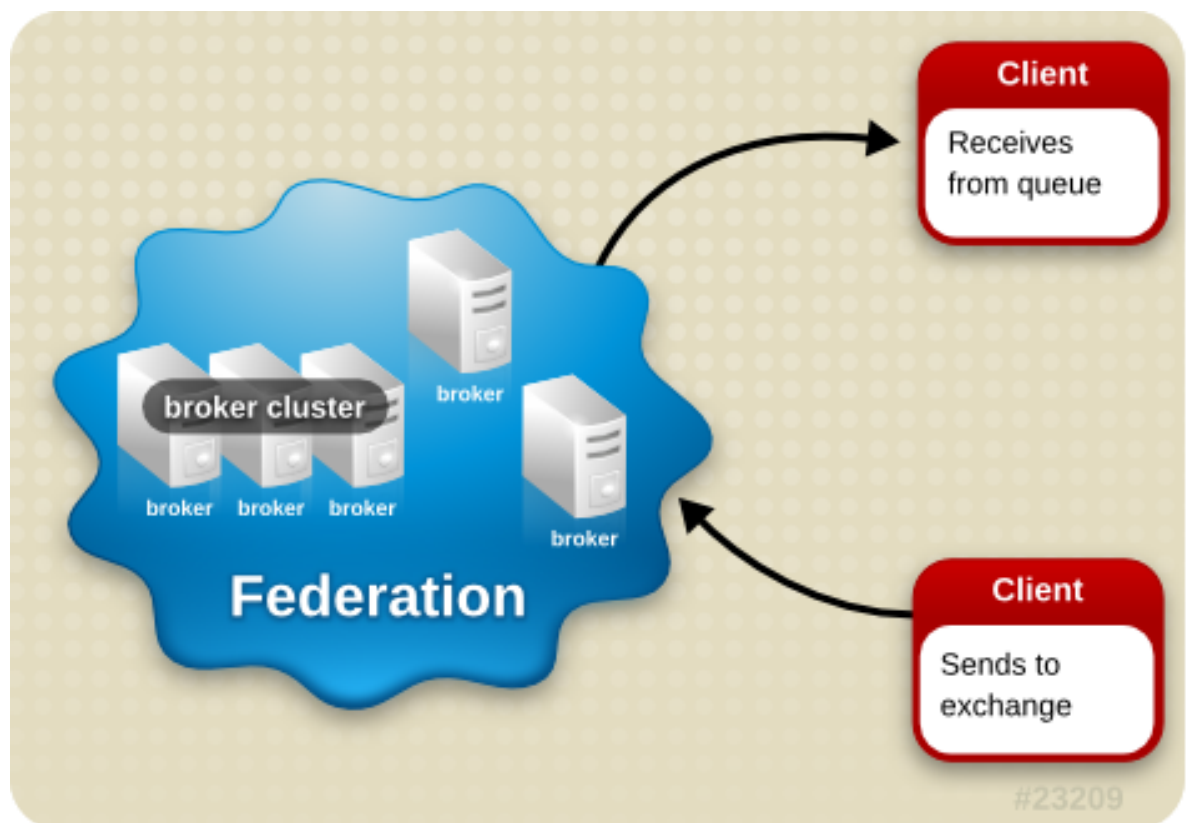 Client
Receives
from queue
broker
broker cluster
broker broker broker
broker
Federation
Client
Sends to
exchange
#23209